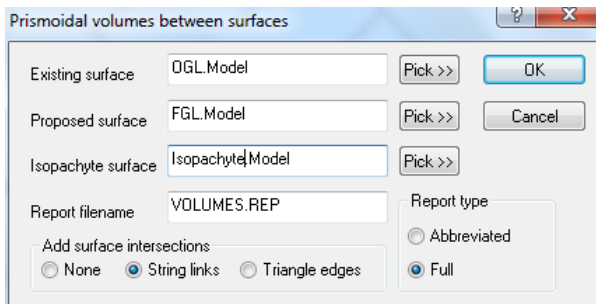 Prismoidal volumes between surfaces
Existing surface OGL.Model Pick >> OK
Proposed surface FGL.Model Pick >> Cancel
Isopachyte surface Isopachyte.Model Pick >>
Report filename VOLUMES.REP
Report type
Abbreviated
Full
Add surface intersections
None String links Triangle edges